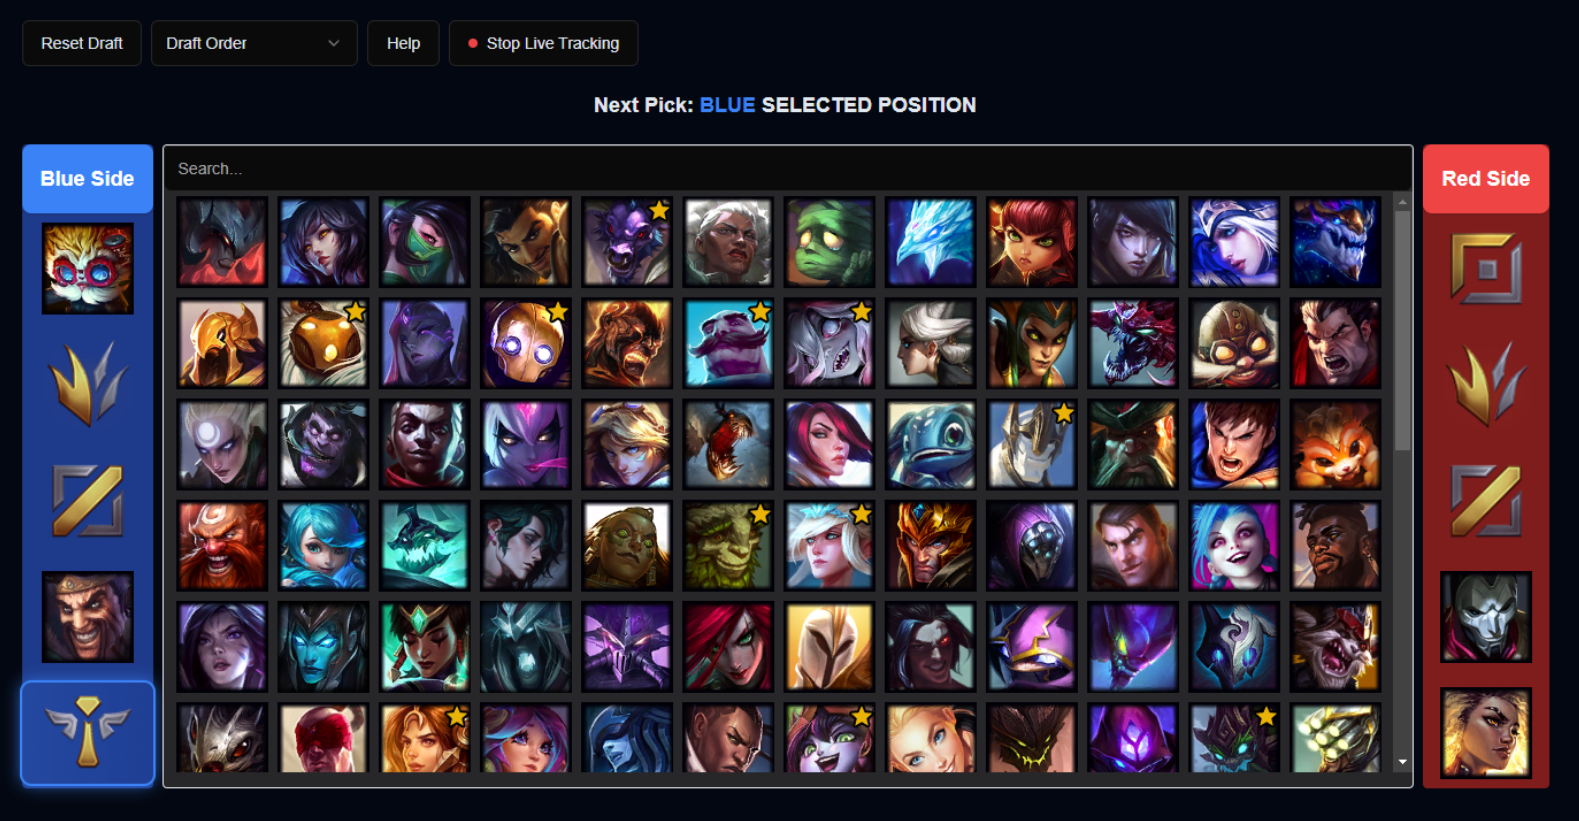 Reset Draft
Draft Order
Help
Stop Live Tracking
Next Pick: BLUE SELECTED POSITION
Blue Side
Search...
Red Side